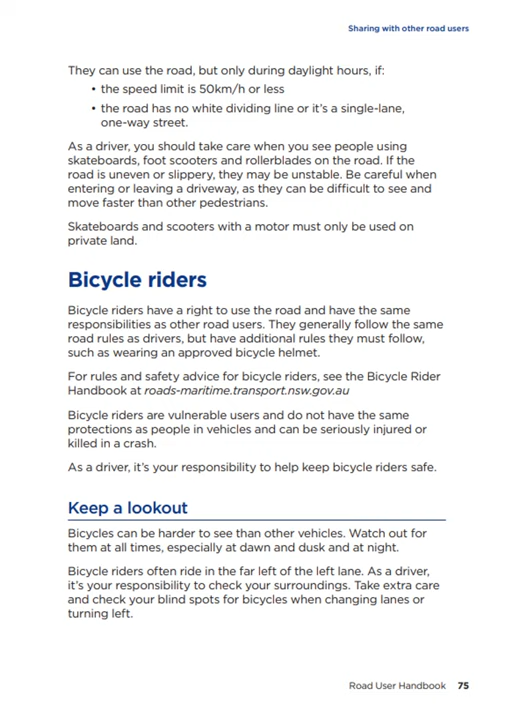 Sharing with other road users
They can use the road, but only during daylight hours, if:
• the speed limit is 50km/h or less
• the road has no white dividing line or it's a single-lane,
one-way street.
As a driver, you should take care when you see people using
skateboards, foot scooters and rollerblades on the road. If the
road is uneven or slippery, they may be unstable. Be careful when
entering or leaving a driveway, as they can be difficult to see and
move faster than other pedestrians.
Skateboards and scooters with a motor must only be used on
private land.
Bicycle riders
Bicycle riders have a right to use the road and have the same
responsibilities as other road users. They generally follow the same
road rules as drivers, but have additional rules they must follow,
such as wearing an approved bicycle helmet.
For rules and safety advice for bicycle riders, see the Bicycle Rider
Handbook at roads-maritime.transport.nsw.gov.au
Bicycle riders are vulnerable users and do not have the same
protections as people in vehicles and can be seriously injured or
killed in a crash.
As a driver, it's your responsibility to help keep bicycle riders safe.
Keep a lookout
Bicycles can be harder to see than other vehicles. Watch out for
them at all times, especially at dawn and dusk and at night.
Bicycle riders often ride in the far left of the left lane. As a driver,
it's your responsibility to check your surroundings. Take extra care
and check your blind spots for bicycles when changing lanes or
turning left.
Road User Handbook 75